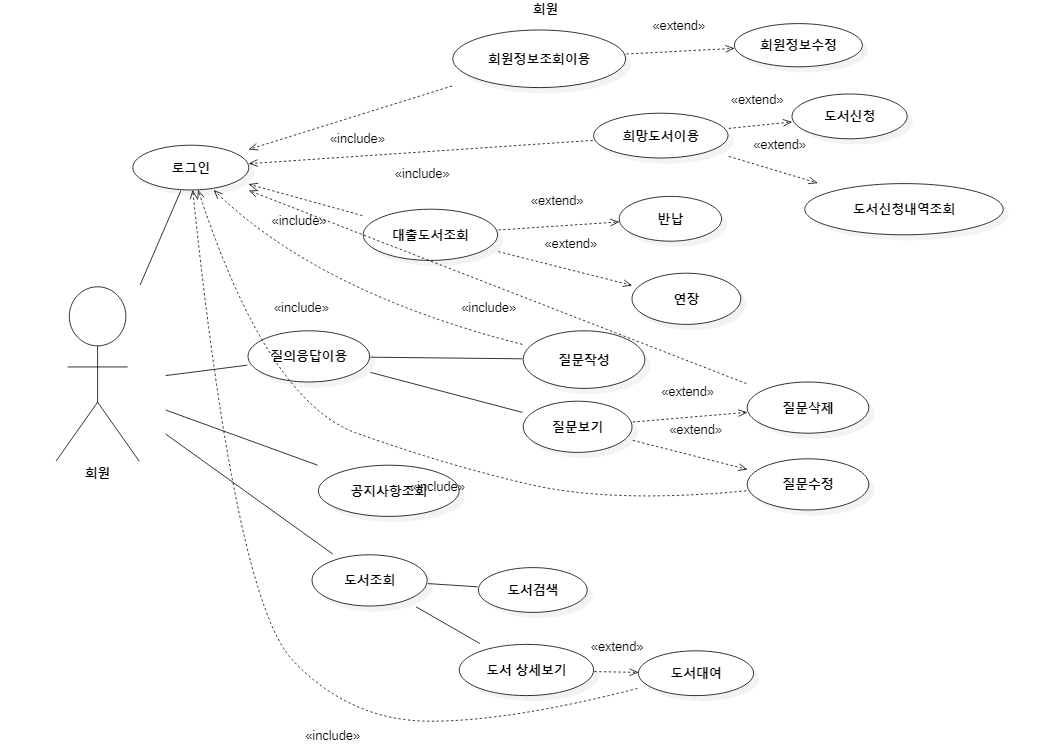 회원
«extend»
회원정보조회이용
회원정보수정
«extend»
도서신청
«include»
희망도서이용
«extend»
로그인
«include»
«extend»
도서신청내역조회
«include»
대출도서조회
반납
«extend»
연장
«include»
«include»
질의응답이용
질문작성
«extend»
질문삭제
질문보기
«extend»
회원
공지사항조회
«include»
질문수정
도서조회
도서검색
«extend»
도서 상세보기
도서대여
«include»